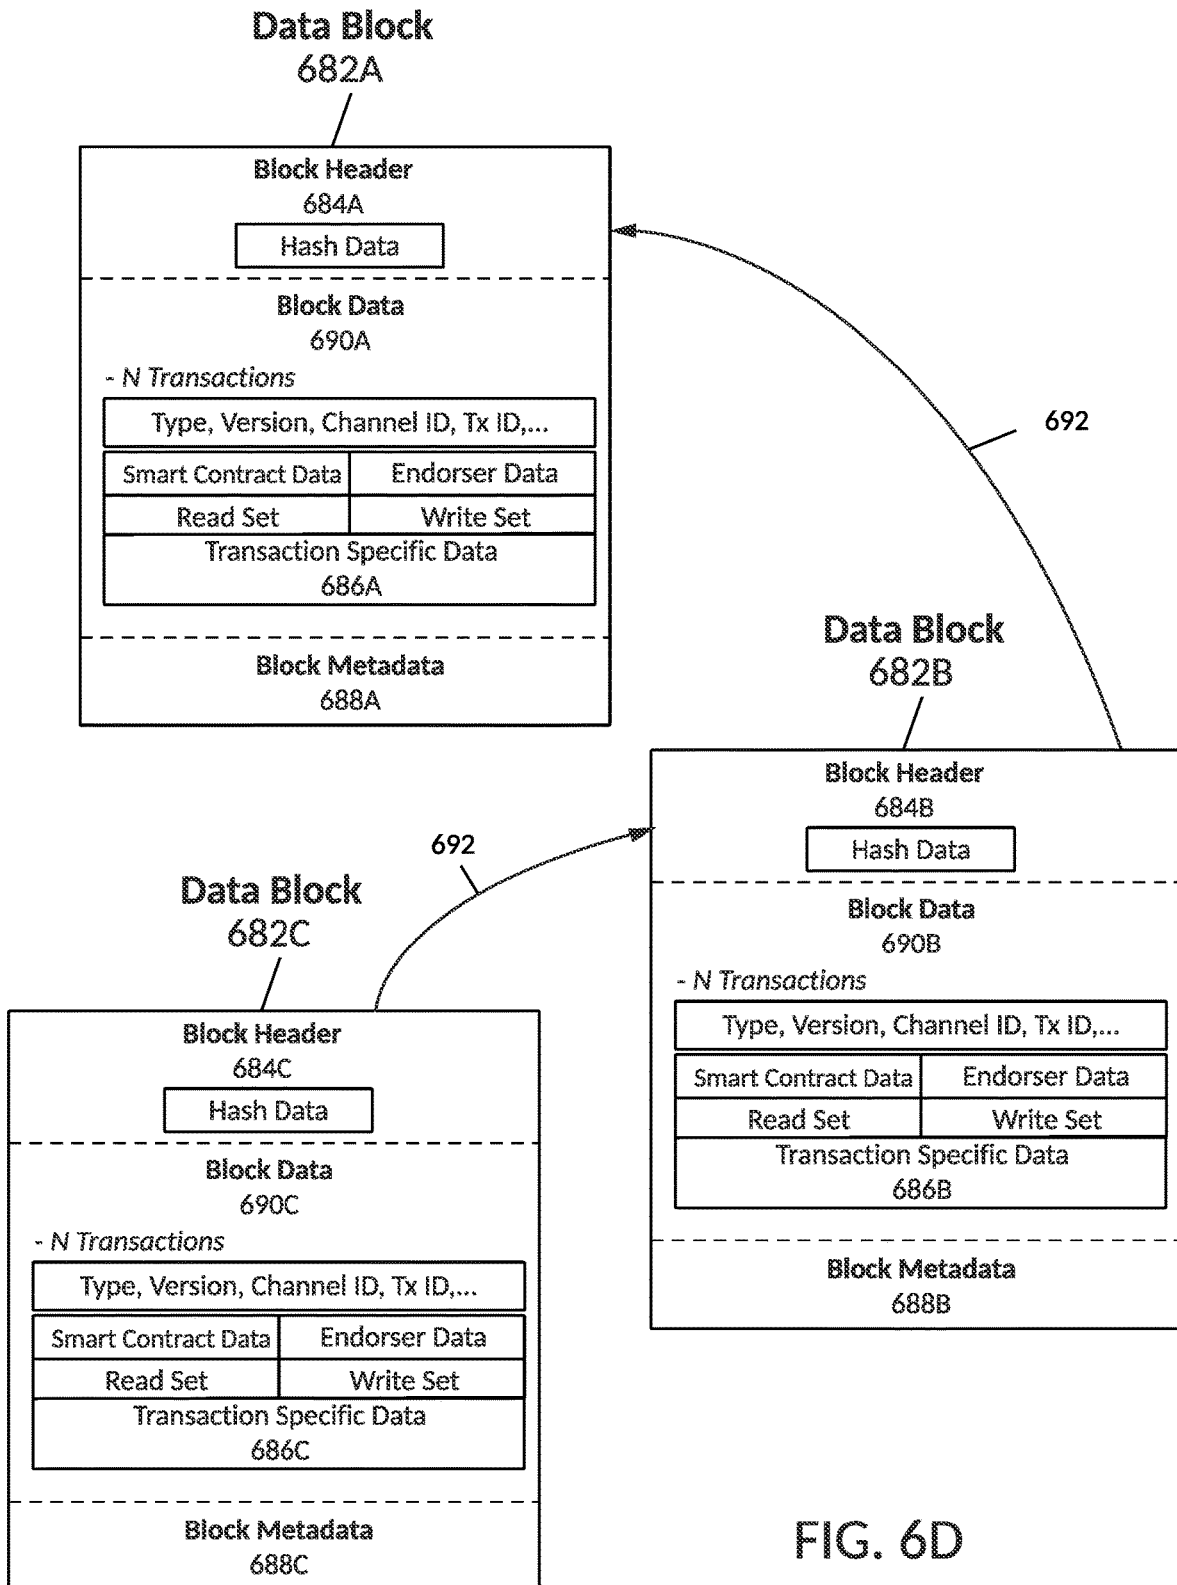 Data Block
682A
Block Header
684A
Hash Data
Block Data
690A
- N Transactions
Type, Version, Channel ID, Tx ID,...
Smart Contract Data Endorser Data
Read Set Write Set
Transaction Specific Data
686A
Block Metadata
688A
692
Data Block
682B
Block Header
684B
Hash Data
Block Data
690B
- N Transactions
Type, Version, Channel ID, Tx ID,...
Smart Contract Data Endorser Data
Read Set Write Set
Transaction Specific Data
686B
Block Metadata
688B
692
Data Block
682C
Block Header
684C
Hash Data
Block Data
690C
- N Transactions
Type, Version, Channel ID, Tx ID,...
Smart Contract Data Endorser Data
Read Set Write Set
Transaction Specific Data
686C
Block Metadata
688C
FIG. 6D